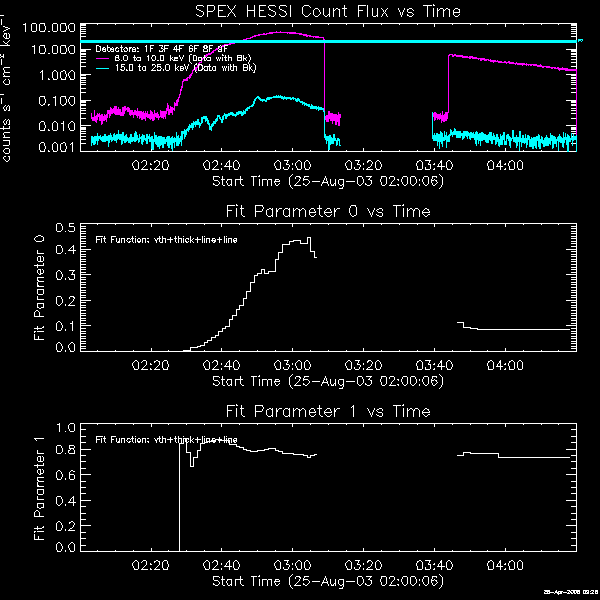 SPEX HESSI Count Flux vs Time
100.000
10.000
1.000
0.100
0.010
0.001
counts s⁻¹ cm⁻² keV⁻¹
Detectors: 1F 3F 4F 6F 8F 9F
6.0 to 10.0 keV (Data with Bk)
15.0 to 25.0 keV (Data with Bk)
02:20 02:40 03:00 03:20 03:40 04:00
Start Time (25-Aug-03 02:00:06)
Fit Parameter 0 vs Time
0.5
0.4
0.3
0.2
0.1
0.0
Fit Parameter 0
Fit Function: vth+thick+line+line
02:20 02:40 03:00 03:20 03:40 04:00
Start Time (25-Aug-03 02:00:06)
Fit Parameter 1 vs Time
1.0
0.8
0.6
0.4
0.2
0.0
Fit Parameter 1
Fit Function: vth+thick+line+line
02:20 02:40 03:00 03:20 03:40 04:00
Start Time (25-Aug-03 02:00:06)